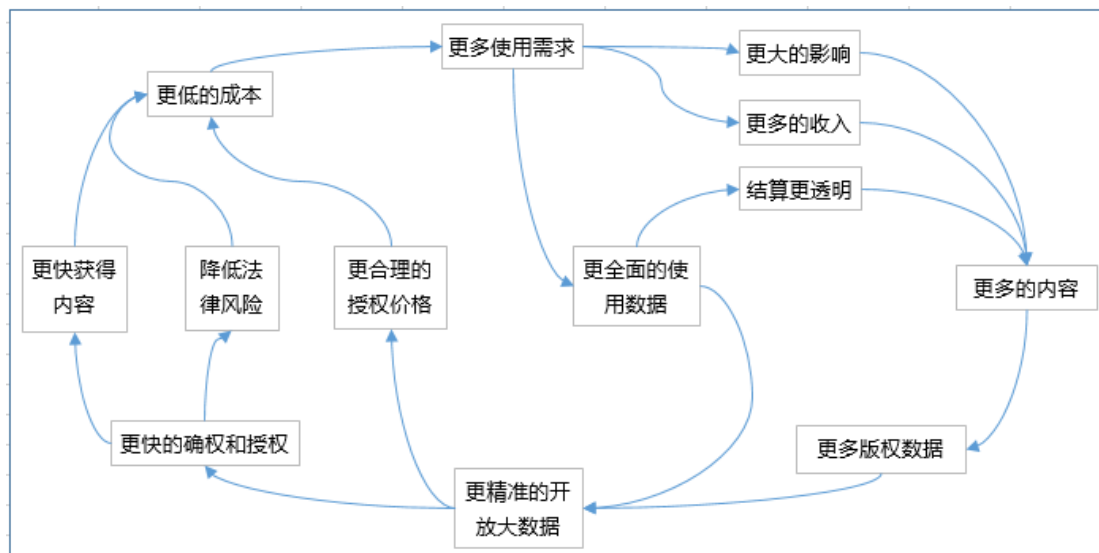 更多使用需求
更大的影响
更低的成本
更多的收入
结算更透明
更快获得
内容
降低法
律风险
更合理的
授权价格
更全面的使
用数据
更多的内容
更快的确权和授权
更多版权数据
更精准的开
放大数据